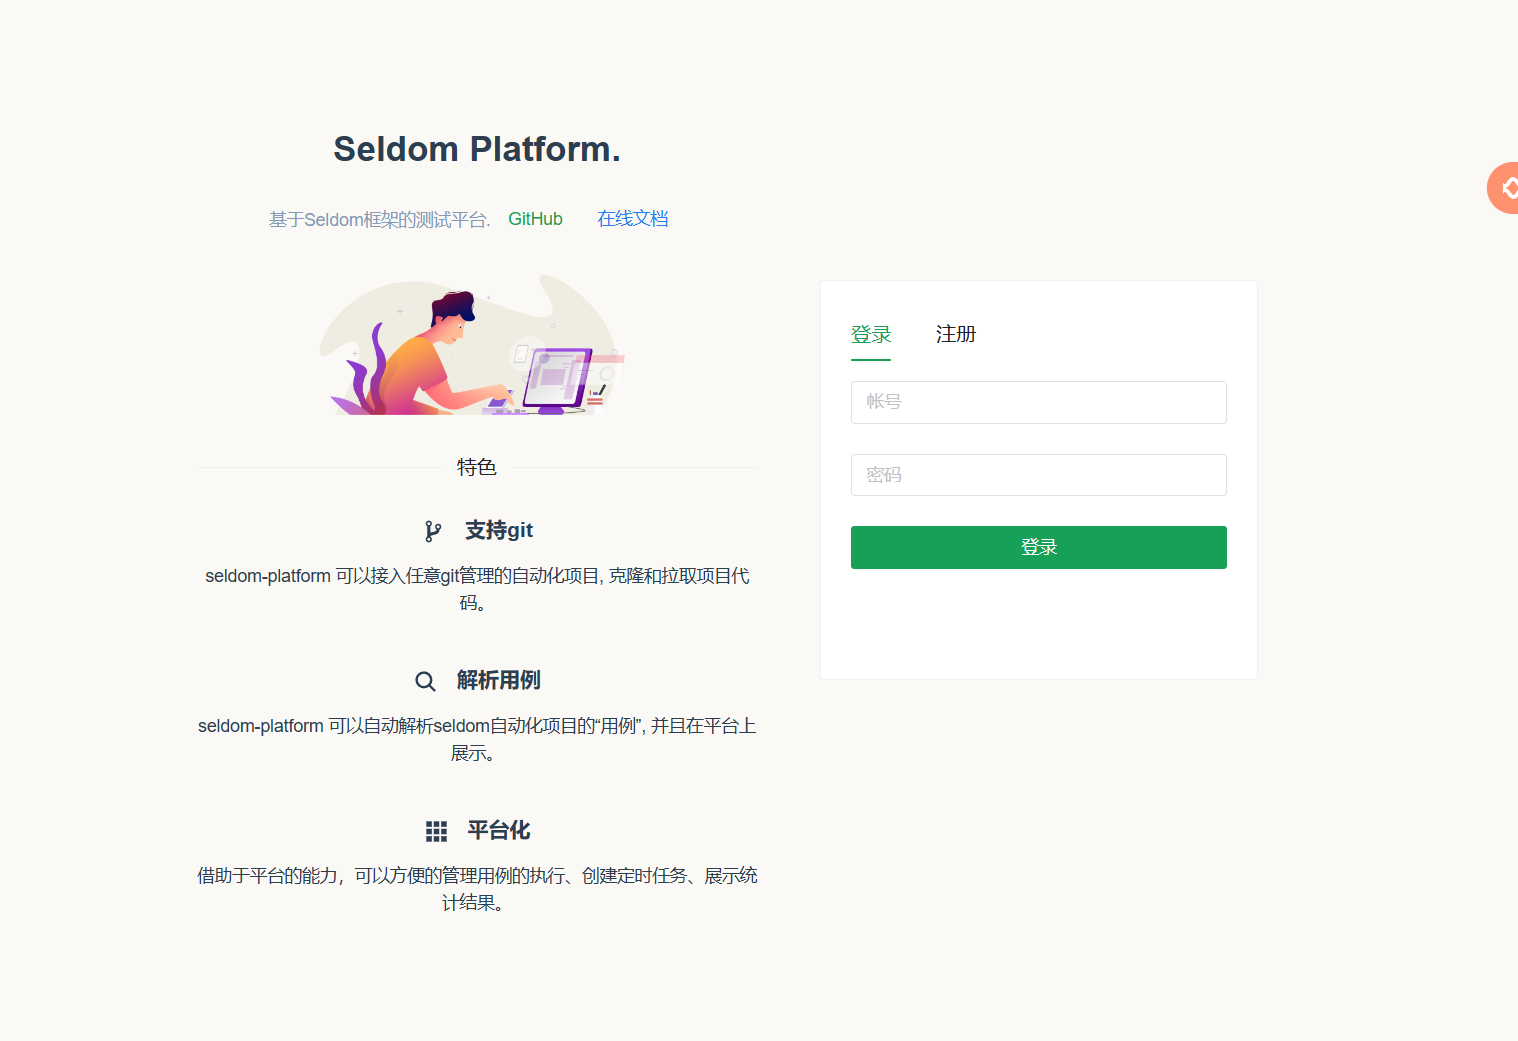 Seldom Platform.
基于Seldom框架的测试平台. GitHub 在线文档
特色
支持git
seldom-platform 可以接入任意git管理的自动化项目, 克隆和拉取项目代
码。
解析用例
seldom-platform 可以自动解析seldom自动化项目的“用例”, 并且在平台上
展示。
平台化
借助于平台的能力，可以方便的管理用例的执行、创建定时任务、展示统
计结果。
登录 注册
帐号
密码
登录